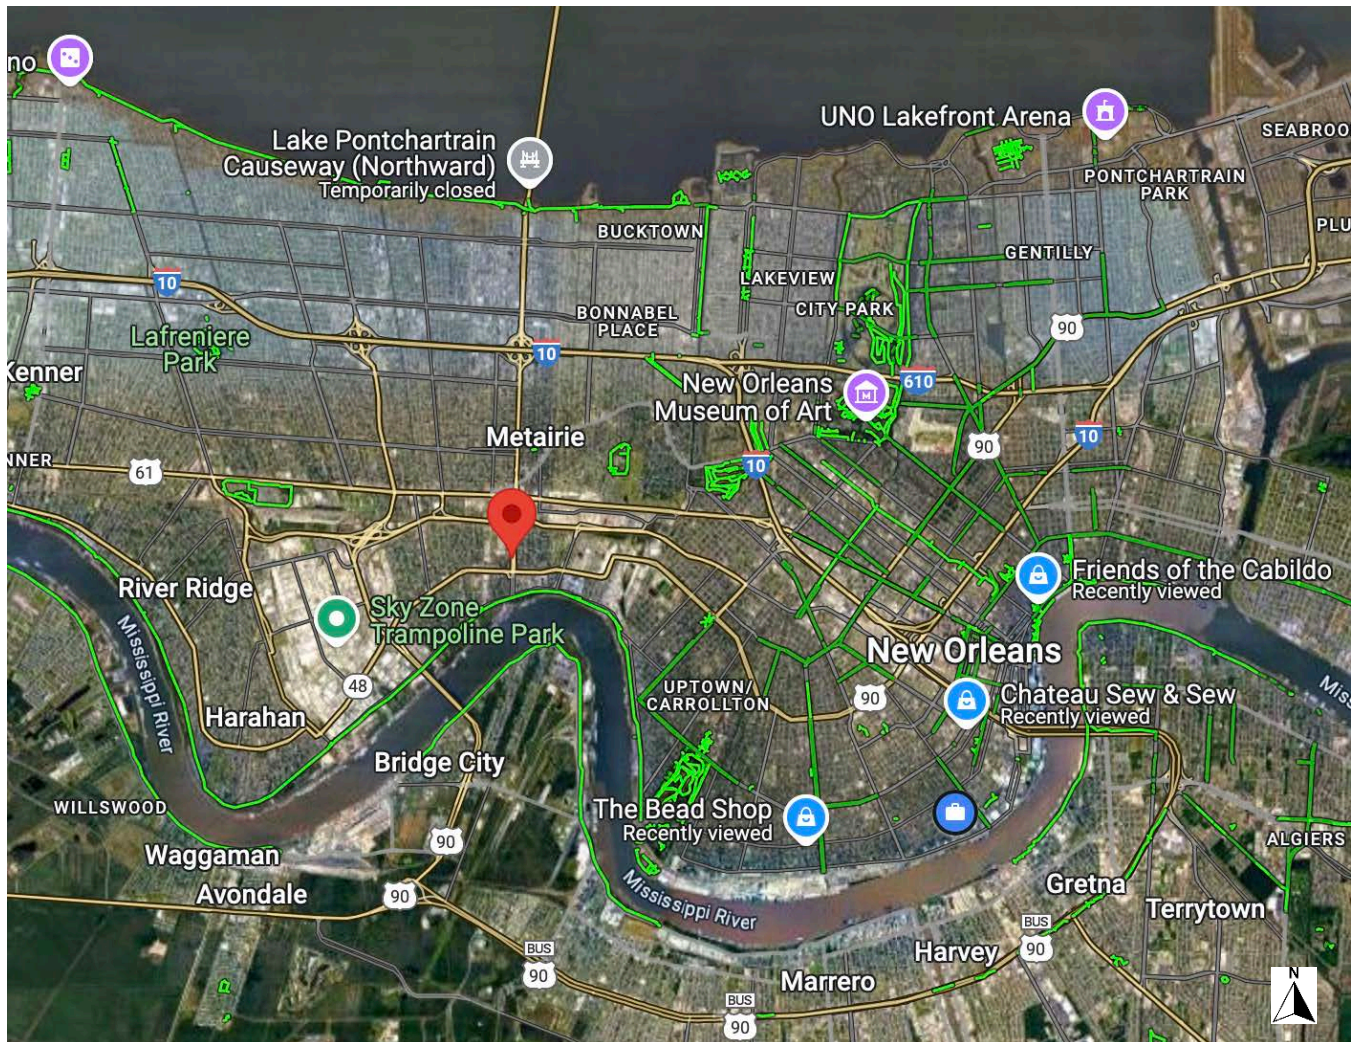 no
Lake Pontchartrain
Causeway (Northward)
Temporarily closed
UNO Lakefront Arena
SEABROO
PONTCHARTRAIN
PARK
BUCKTOWN
PLU
GENTILLY
LAKEVIEW
10
CITY PARK
BONNABEL
PLACE
90
Lafreniere
Park
10
Kenner
610
New Orleans
Museum of Art
Metairie
90
10
NNER
61
10
River Ridge
Friends of the Cabildo
Recently viewed
Sky Zone
Trampoline Park
Mississippi River
New Orleans
48
UPTOWN/
CARROLLTON
90
Chateau Sew & Sew
Recently viewed
Miss
Harahan
Bridge City
WILLSWOOD
The Bead Shop
Recently viewed
90
ALGIERS
Waggaman
Avondale
90
Mississippi River
Gretna
Terrytown
BUS
90
Harvey
BUS
90
Marrero
BUS
90
N